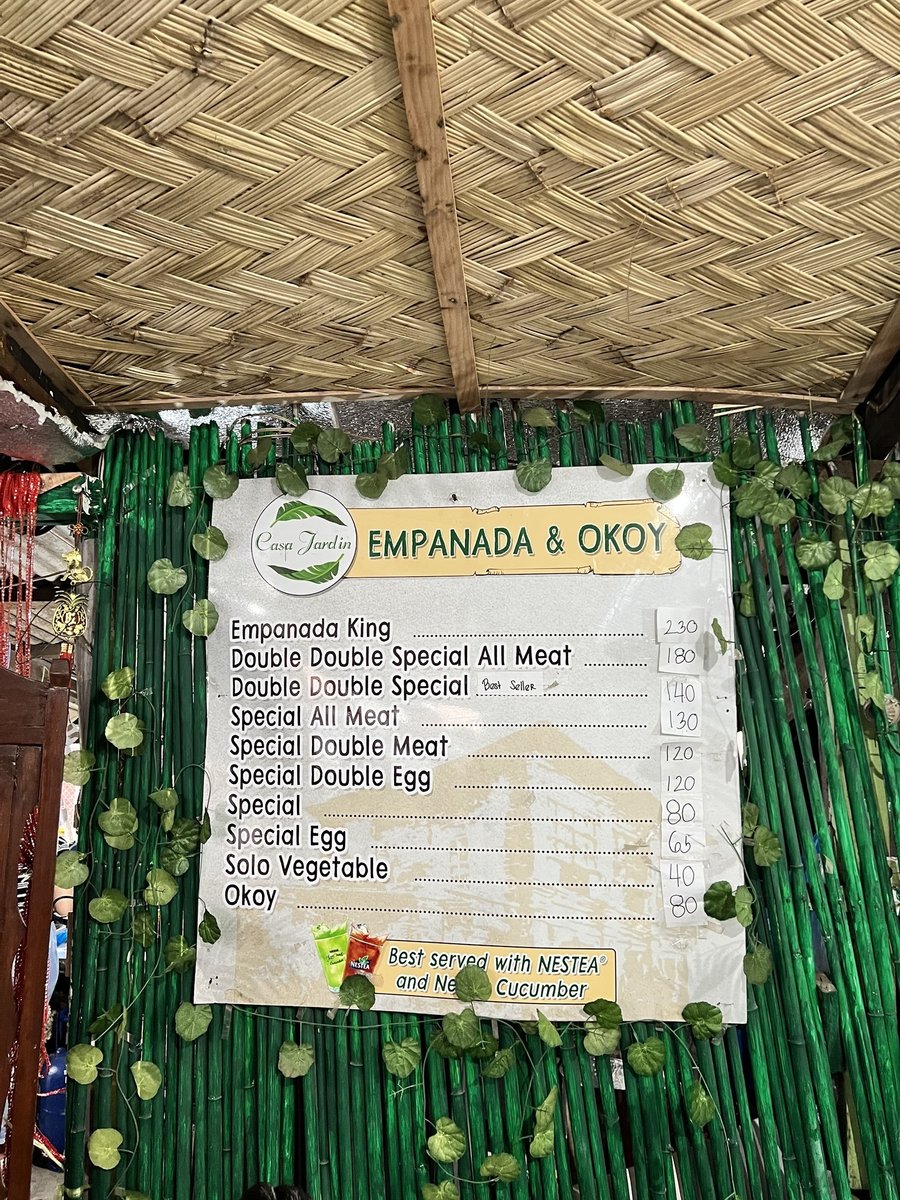 Casa Jardin
EMPANADA & OKOY
Empanada King 230
Double Double Special All Meat 180
Double Double Special Best Seller 140
Special All Meat 130
Special Double Meat 120
Special Double Egg 120
Special 80
Special Egg 65
Solo Vegetable 40
Okoy 80
NESTEA
Best served with NESTEA®
and Cucumber